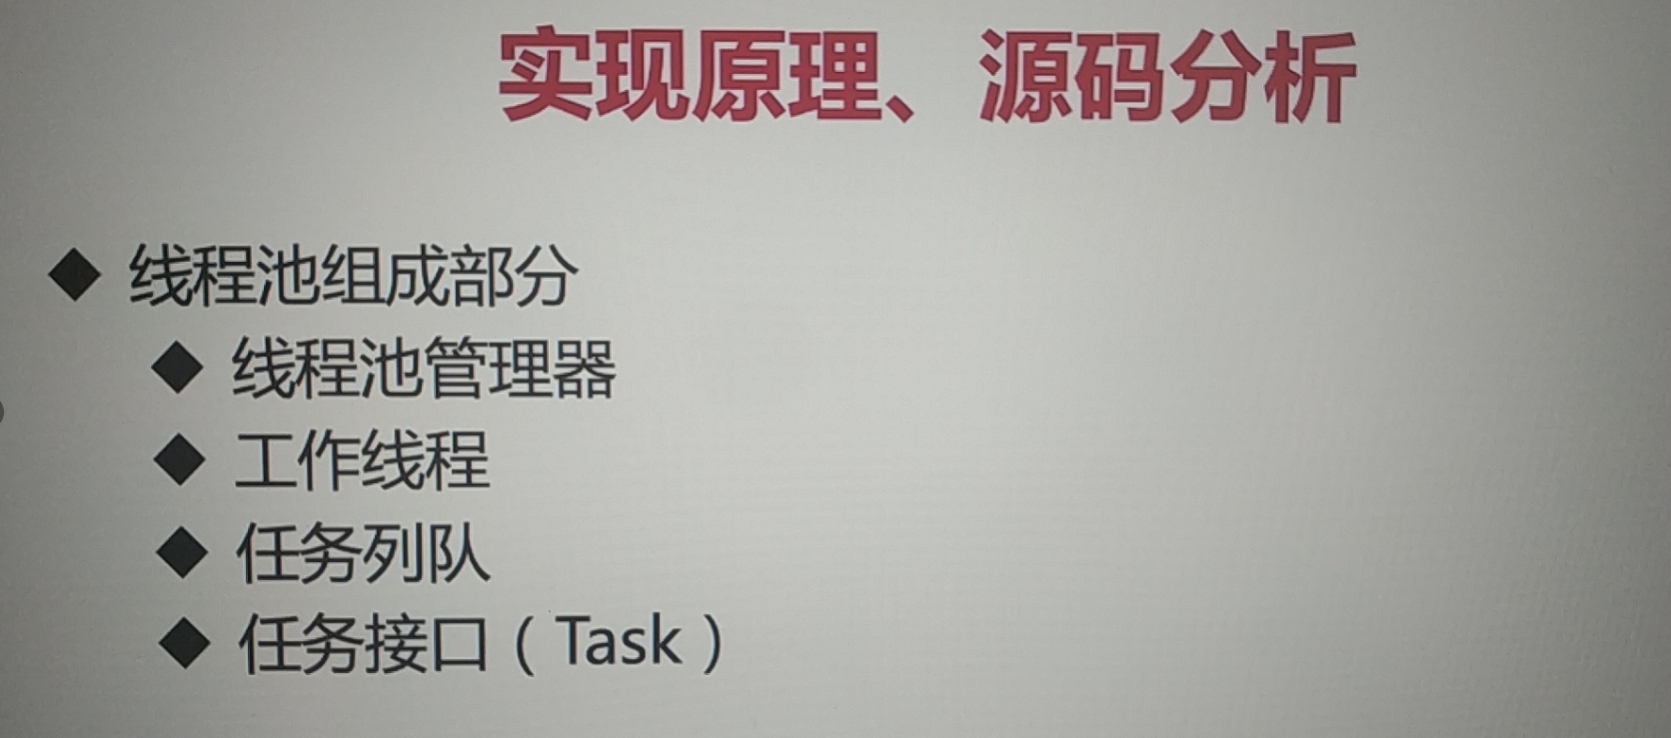 实现原理、源码分析
◆ 线程池组成部分
◆ 线程池管理器
◆ 工作线程
◆ 任务列队
◆ 任务接口（Task）